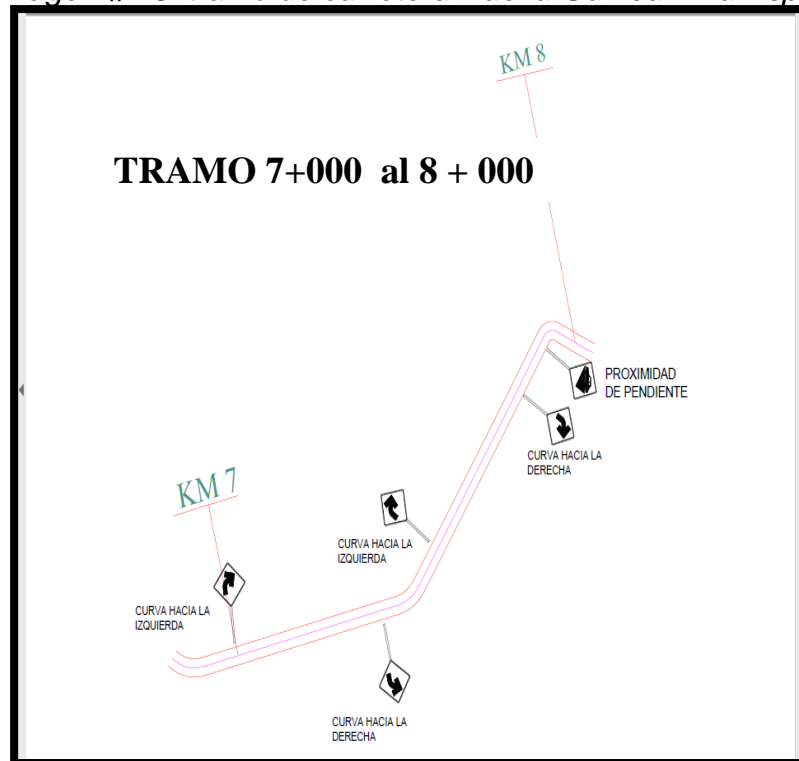 KM 8
TRAMO 7+000 al 8 + 000
PROXIMIDAD
DE PENDIENTE
CURVA HACIA LA
DERECHA
KM 7
CURVA HACIA LA
IZQUIERDA
CURVA HACIA LA
IZQUIERDA
CURVA HACIA LA
DERECHA